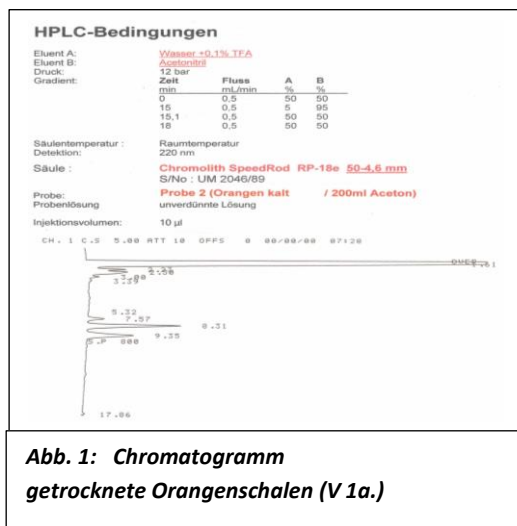 HPLC-Bedingungen
Eluent A: Wasser +0,1% TFA
Eluent B: Acetonitril
Druck: 12 bar
Gradient: Zeit Fluss A B
min mL/min % %
0 0,5 50 50
15 0,5 5 95
15,1 0,5 50 50
18 0,5 50 50
Säulentemperatur : Raumtemperatur
Detektion: 220 nm
Säule : Chromolith SpeedRod RP-18e 50-4,6 mm
S/No : UM 2046/89
Probe: Probe 2 (Orangen kalt / 200ml Aceton)
Probenlösung unverdünnte Lösung
Injektionsvolumen: 10 µl
CH. 1 C.S 5.00 ATT 10 OFFS 0 00/00/00 07:28
3.39
5.32
7.57
8.31
9.35
S.P 800
17.06
Abb. 1: Chromatogramm
getrocknete Orangenschalen (V 1a.)